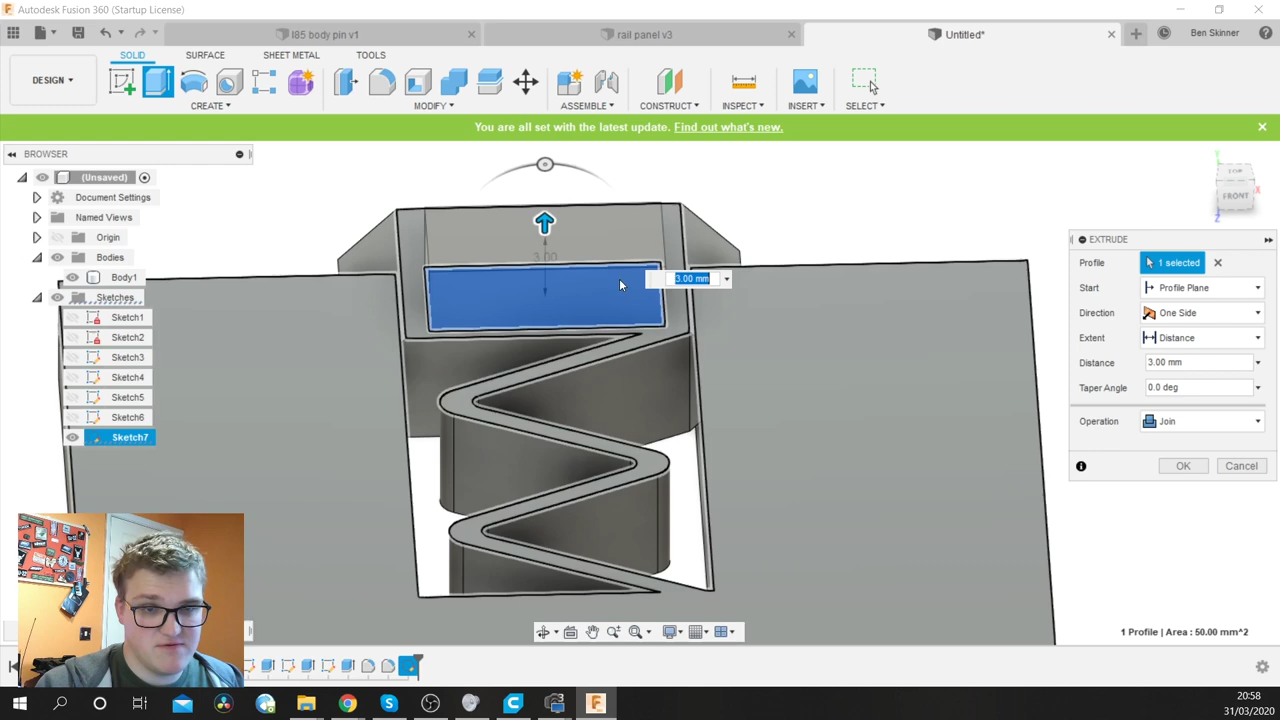 Autodesk Fusion 360 (Startup License)
l85 body pin v1
rail panel v3
Untitled*
Ben Skinner
DESIGN
SOLID
SURFACE
SHEET METAL
TOOLS
CREATE
MODIFY
ASSEMBLE
CONSTRUCT
INSPECT
INSERT
SELECT
You are all set with the latest update. Find out what's new.
BROWSER
(Unsaved)
Document Settings
Named Views
Origin
Bodies
Body1
Sketches
Sketch1
Sketch2
Sketch3
Sketch4
Sketch5
Sketch6
Sketch7
3.00
3.00 mm
TOP
FRONT
Y
X
Z
EXTRUDE
Profile
1 selected
Start
Profile Plane
Direction
One Side
Extent
Distance
Distance
3.00 mm
Taper Angle
0.0 deg
Operation
Join
OK
Cancel
1 Profile | Area : 50.00 mm^2
20:58
31/03/2020